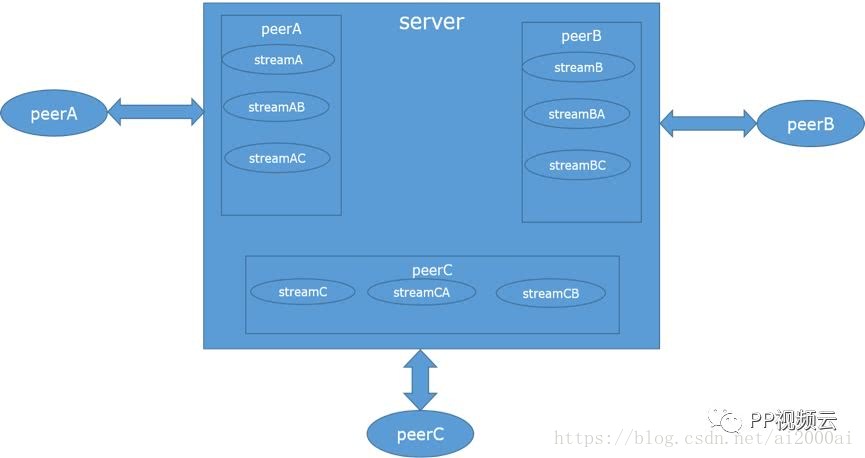 server
peerA
streamA
streamAB
streamAC
peerB
streamB
streamBA
streamBC
peerA
peerB
peerC
streamC
streamCA
streamCB
peerC
PP视频云
https://blog.csdn.net/ai2000ai